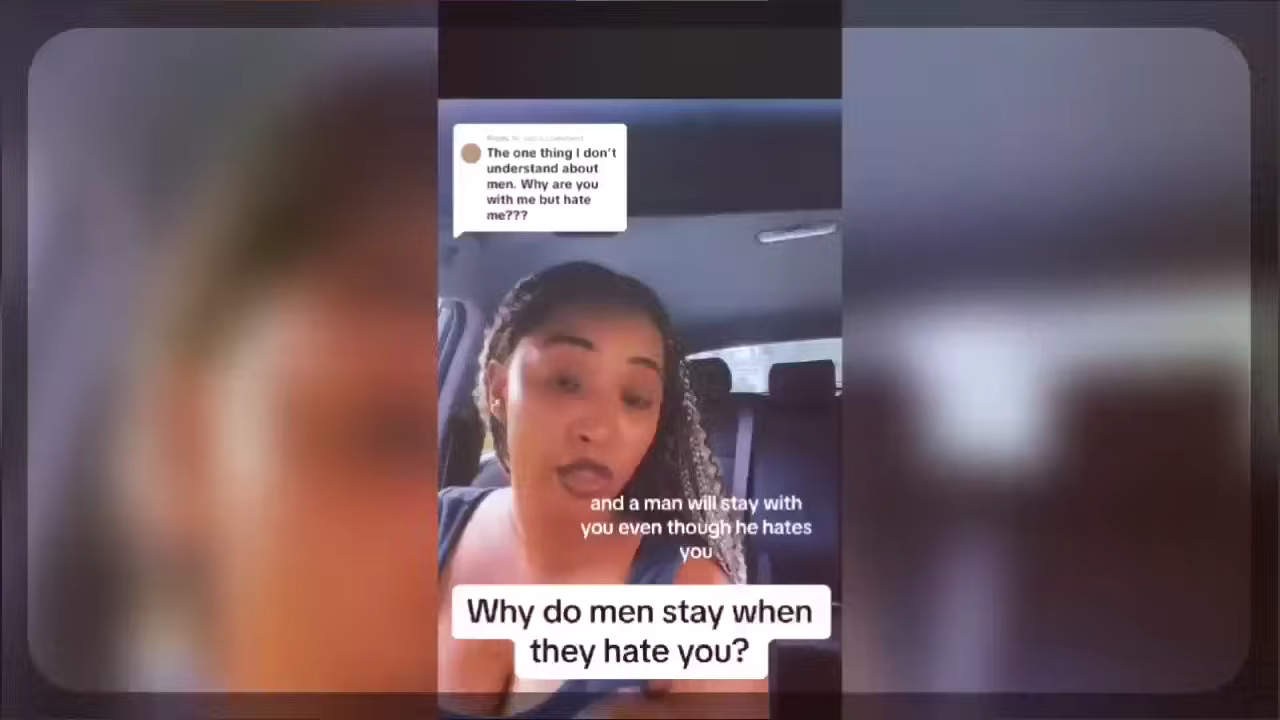 The one thing I don't
understand about
men. Why are you
with me but hate
me???
and a man will stay with
you even though he hates
you
Why do men stay when
they hate you?